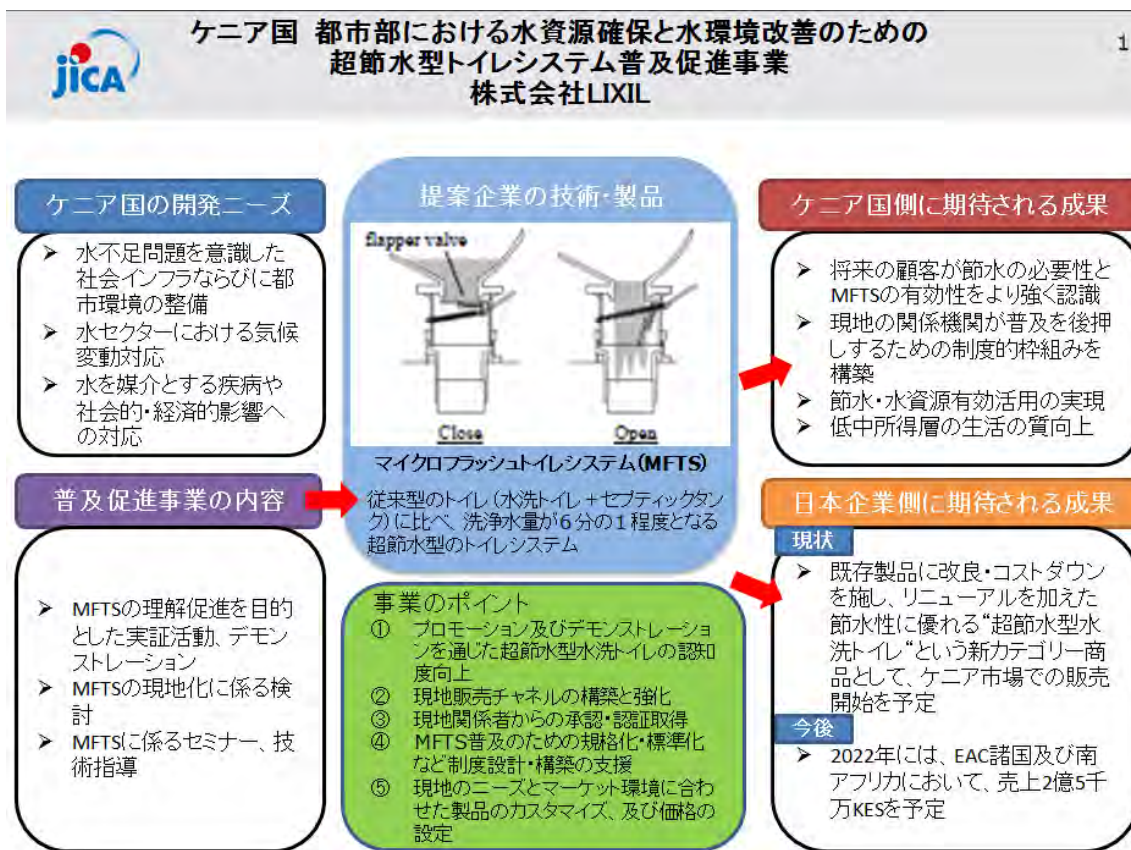 jICA
ケニア国 都市部における水資源確保と水環境改善のための
超節水型トイレシステム普及促進事業
株式会社LIXIL
1
ケニア国の開発ニーズ
➢ 水不足問題を意識した
社会インフラならびに都
市環境の整備
➢ 水セクターにおける気候
変動対応
➢ 水を媒介とする疾病や
社会的・経済的影響へ
の対応
普及促進事業の内容
➢ MFTSの理解促進を目的
とした実証活動、デモン
ストレーション
➢ MFTSの現地化に係る検
討
➢ MFTSに係るセミナー、技
術指導
提案企業の技術・製品
flapper valve
Close
Open
マイクロフラッシュトイレシステム(MFTS)
従来型のトイレ(水洗トイレ+セプティックタン
ク)に比べ、洗浄水量が6分の1程度となる
超節水型のトイレシステム
事業のポイント
① プロモーション及びデモンストレーショ
ンを通じた超節水型水洗トイレの認知
度向上
② 現地販売チャネルの構築と強化
③ 現地関係者からの承認・認証取得
④ MFTS普及のための規格化・標準化
など制度設計・構築の支援
⑤ 現地のニーズとマーケット環境に合わ
せた製品のカスタマイズ、及び価格の
設定
ケニア国側に期待される成果
➢ 将来の顧客が節水の必要性と
MFTSの有効性をより強く認識
➢ 現地の関係機関が普及を後押
しするための制度的枠組みを
構築
➢ 節水・水資源有効活用の実現
➢ 低中所得層の生活の質向上
日本企業側に期待される成果
現状
➢ 既存製品に改良・コストダウン
を施し、リニューアルを加えた
節水性に優れる“超節水型水
洗トイレ“という新カテゴリー商
品として、ケニア市場での販売
開始を予定
今後
➢ 2022年には、EAC諸国及び南
アフリカにおいて、売上2億5千
万KESを予定